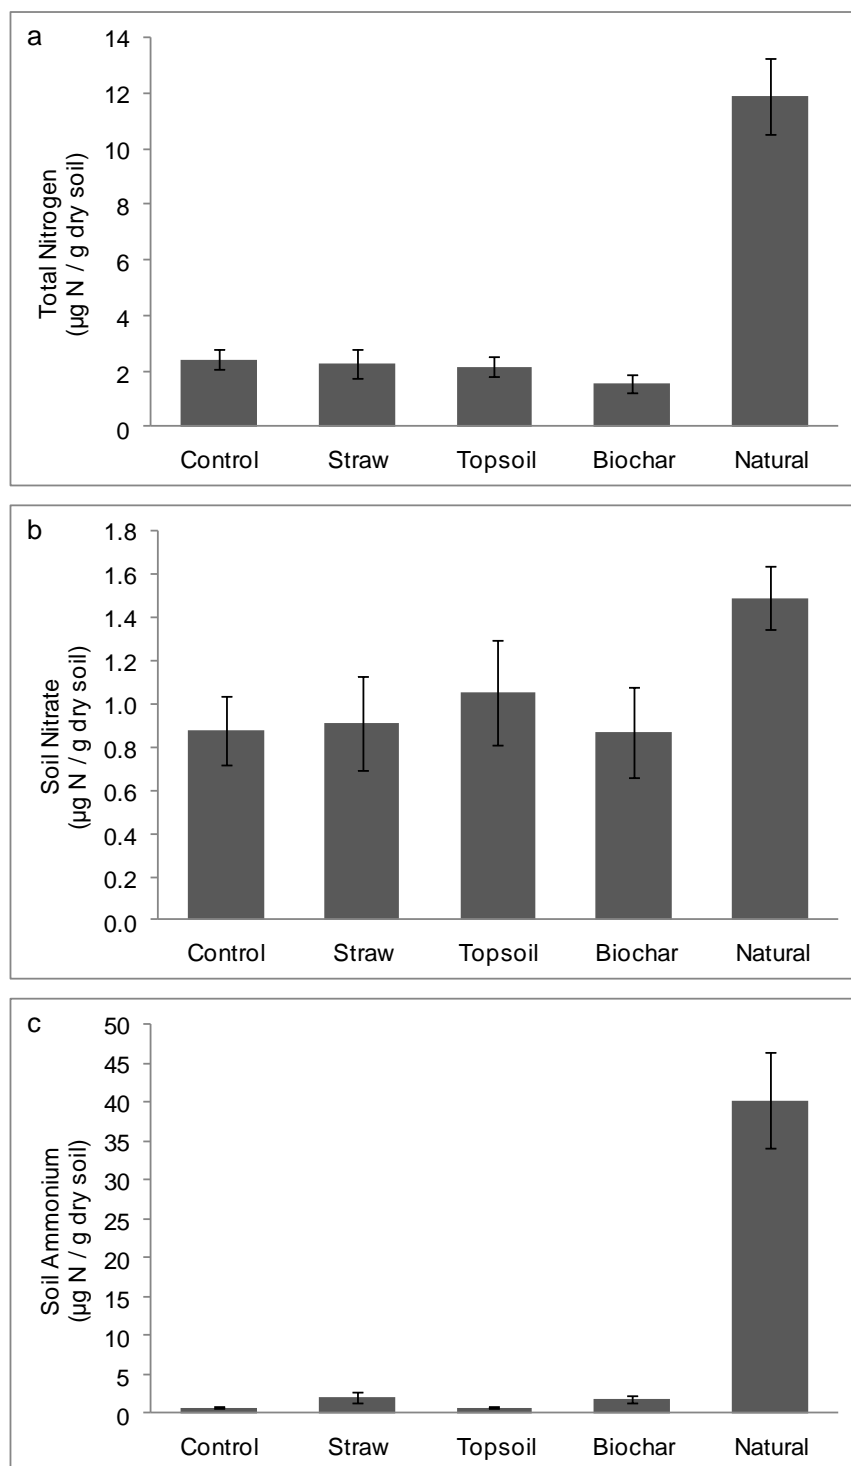 a
Total Nitrogen
(µg N / g dry soil)
14
12
10
8
6
4
2
0
Control Straw Topsoil Biochar Natural
b
Soil Nitrate
(µg N / g dry soil)
1.8
1.6
1.4
1.2
1.0
0.8
0.6
0.4
0.2
0.0
Control Straw Topsoil Biochar Natural
c
Soil Ammonium
(µg N / g dry soil)
50
45
40
35
30
25
20
15
10
5
0
Control Straw Topsoil Biochar Natural